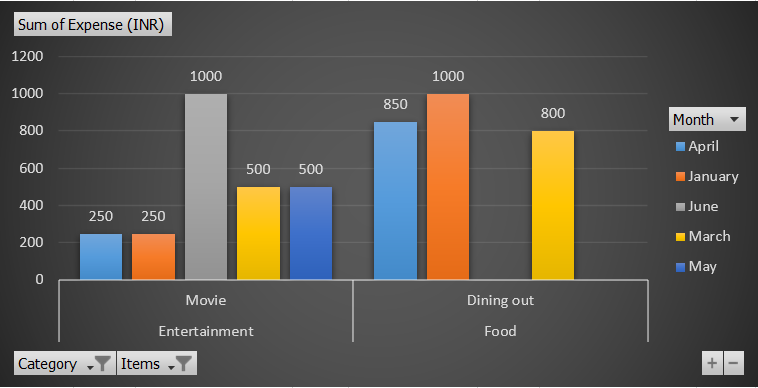 Sum of Expense (INR)
1200
1000
800
600
400
200
0
250
250
1000
500
500
850
1000
800
Movie
Dining out
Entertainment
Food
Month
April
January
June
March
May
Category
Items
+
-